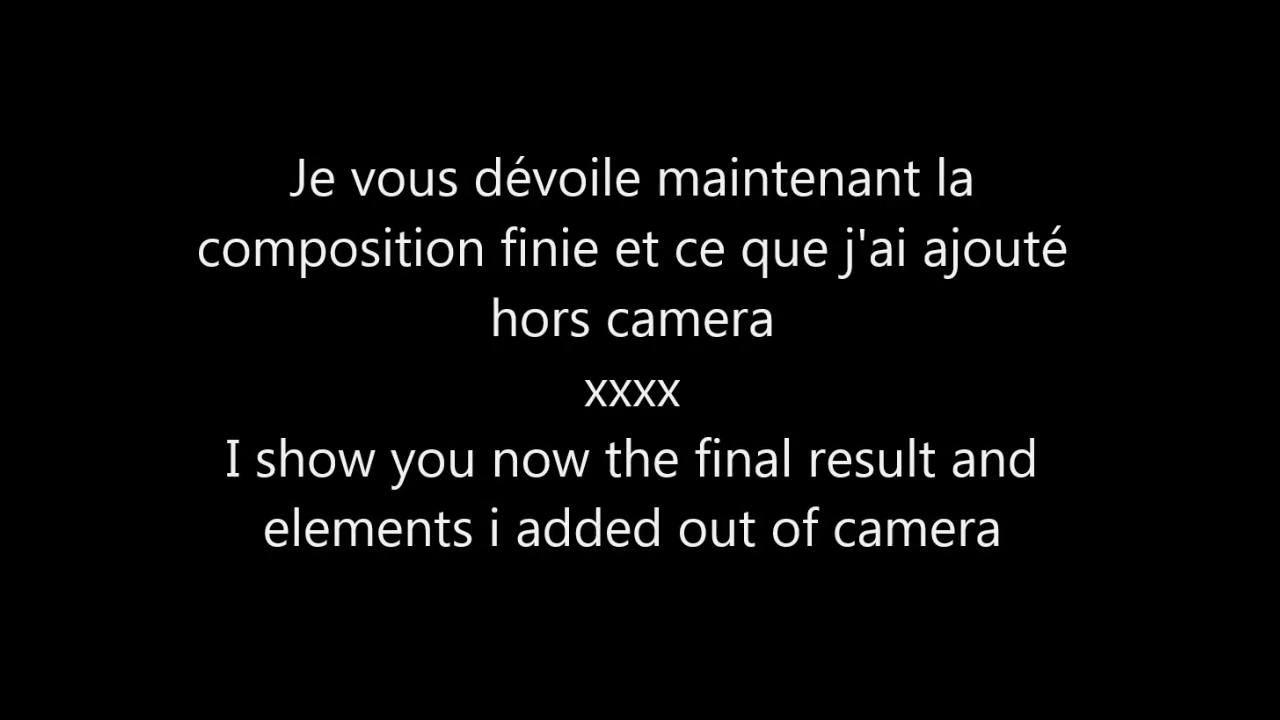 Je vous dévoile maintenant la
composition finie et ce que j'ai ajouté
hors camera
xxxx
I show you now the final result and
elements i added out of camera